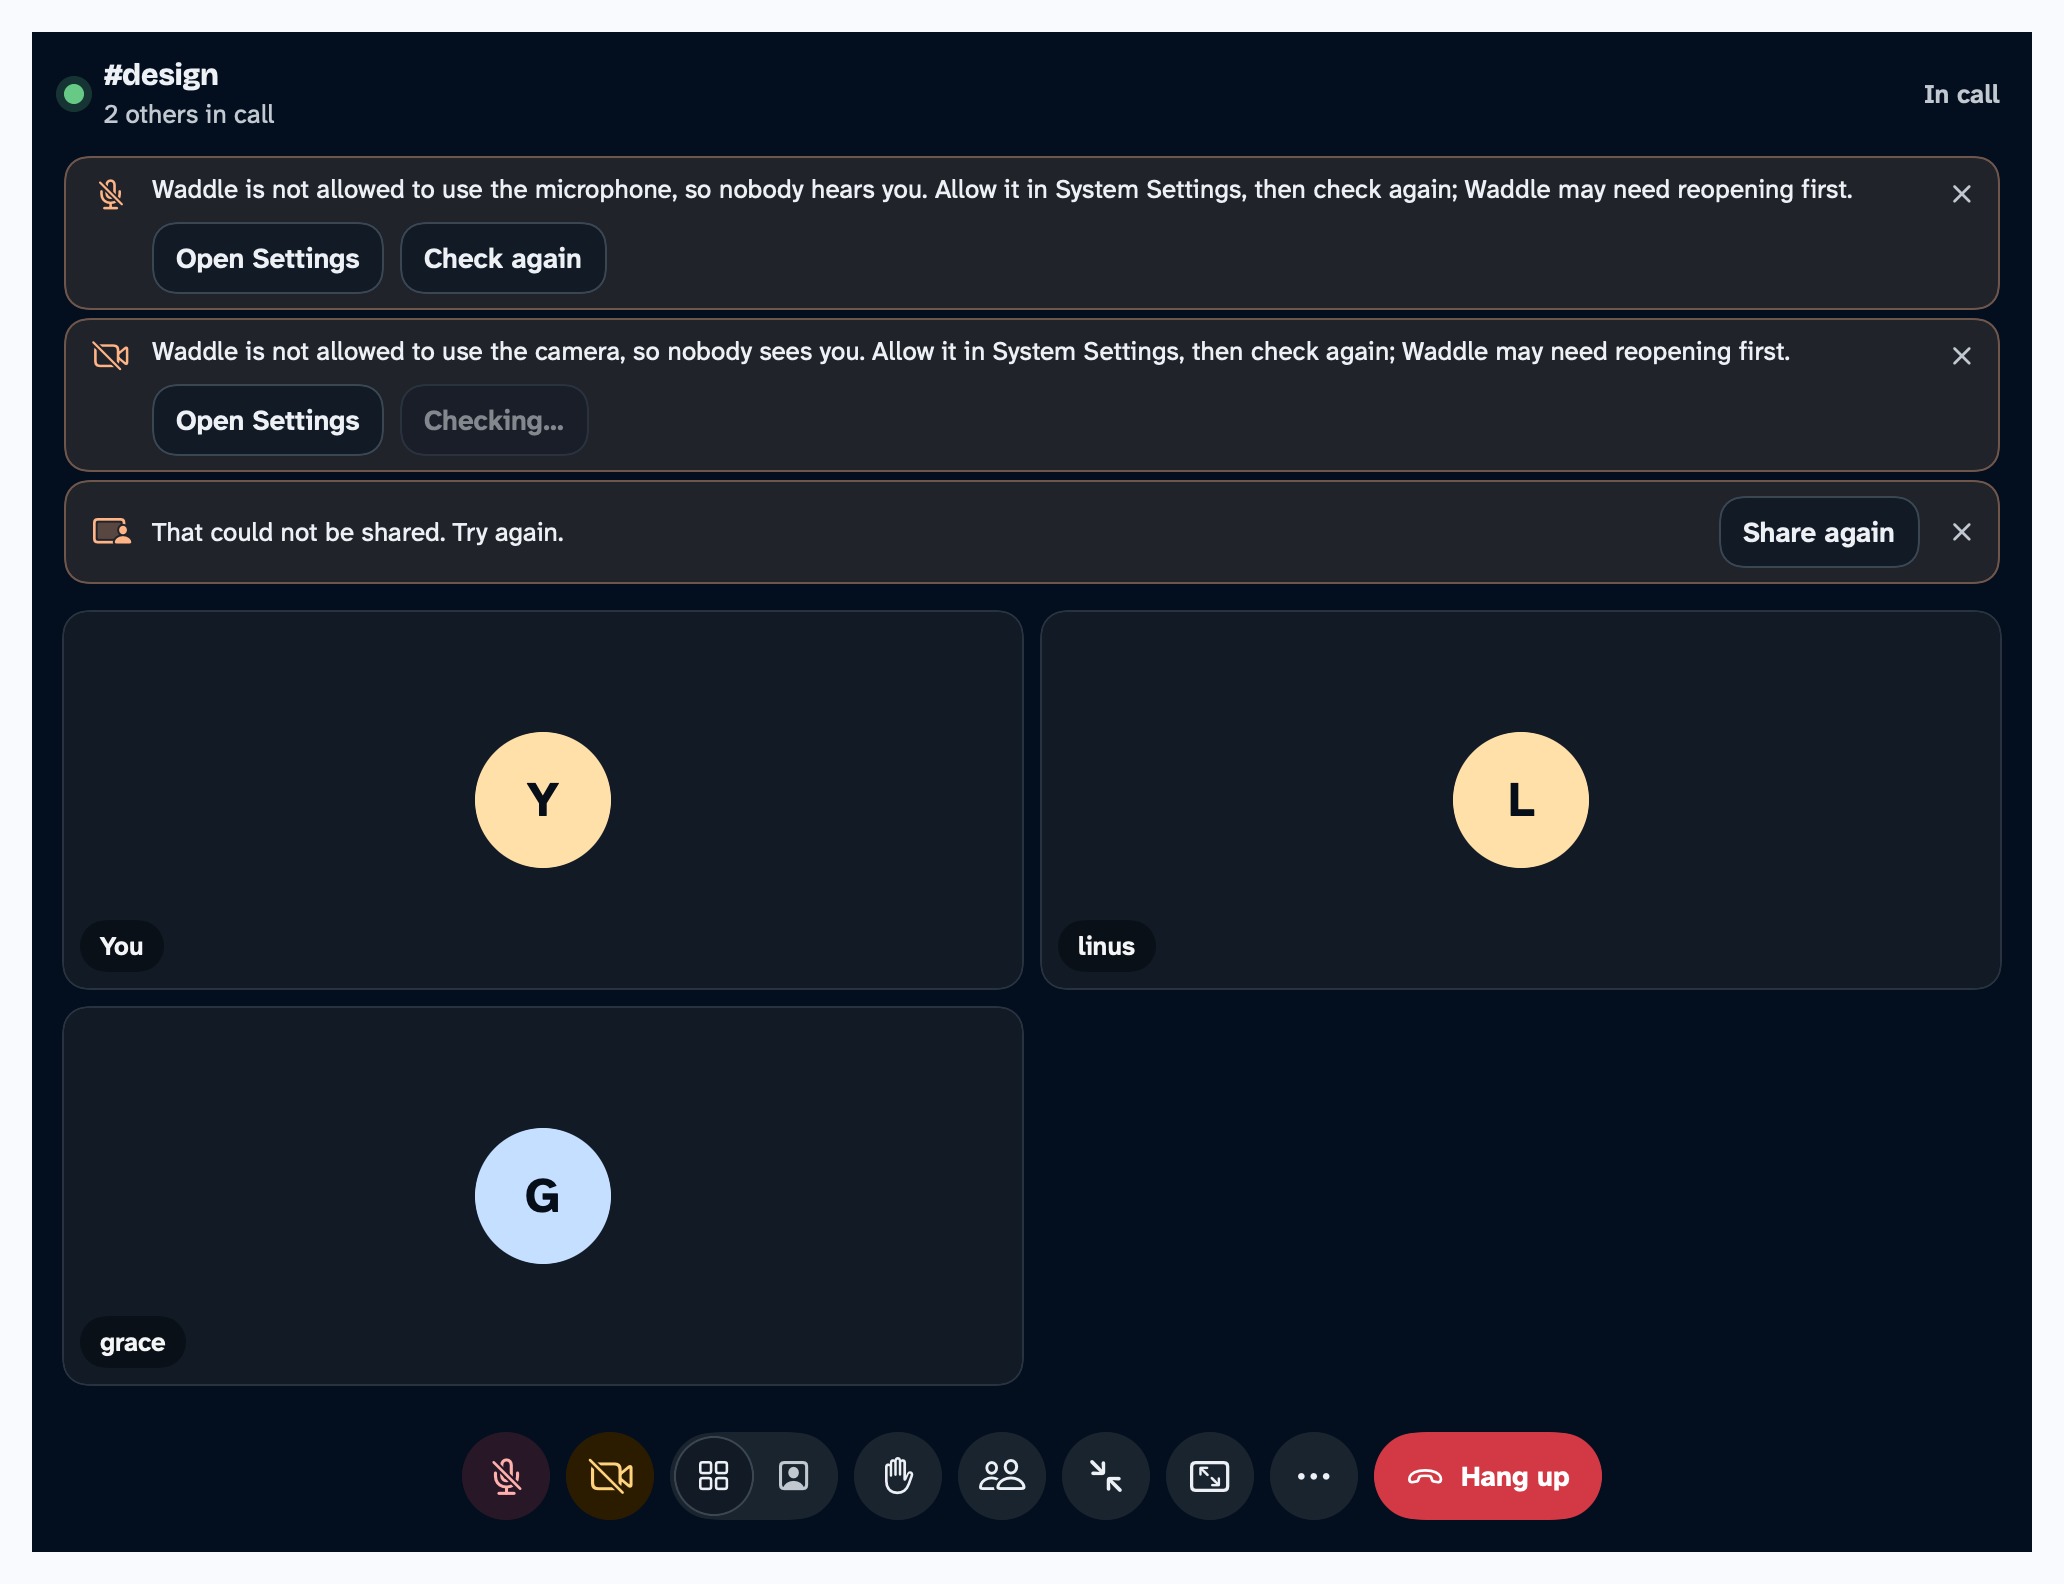 #design
2 others in call
In call
Waddle is not allowed to use the microphone, so nobody hears you. Allow it in System Settings, then check again; Waddle may need reopening first.
Open Settings
Check again
Waddle is not allowed to use the camera, so nobody sees you. Allow it in System Settings, then check again; Waddle may need reopening first.
Open Settings
Checking...
That could not be shared. Try again.
Share again
Y
You
L
linus
G
grace
Hang up